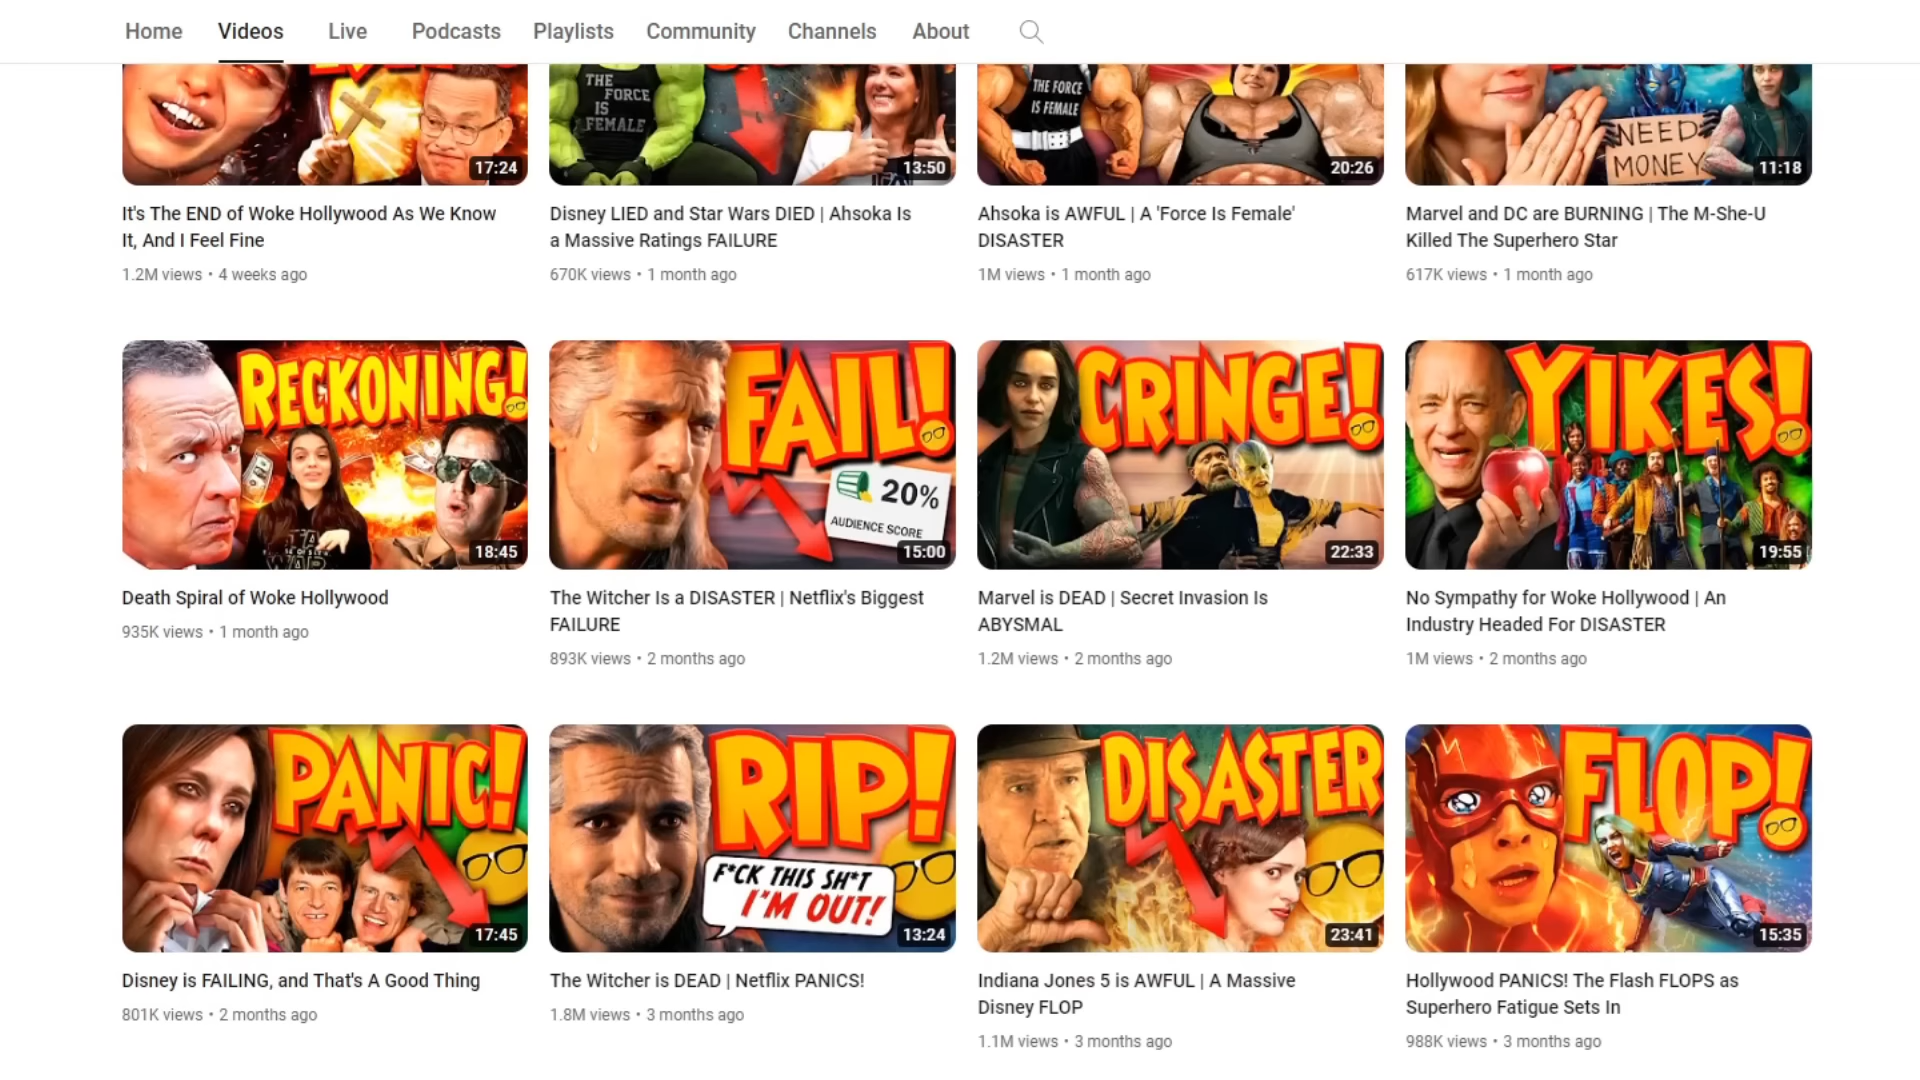 Home Videos Live Podcasts Playlists Community Channels About
17:24
THE
FORCE
IS
FEMALE
13:50
THE FORCE
IS FEMALE
20:26
NEED
MONEY
11:18
It's The END of Woke Hollywood As We Know
It, And I Feel Fine
1.2M views • 4 weeks ago
Disney LIED and Star Wars DIED | Ahsoka Is
a Massive Ratings FAILURE
670K views • 1 month ago
Ahsoka is AWFUL | A 'Force Is Female'
DISASTER
1M views • 1 month ago
Marvel and DC are BURNING | The M-She-U
Killed The Superhero Star
617K views • 1 month ago
RECKONING!
18:45
FAIL!
20%
AUDIENCE SCORE
15:00
CRINGE!
22:33
YIKES!
19:55
Death Spiral of Woke Hollywood
935K views • 1 month ago
The Witcher Is a DISASTER | Netflix's Biggest
FAILURE
893K views • 2 months ago
Marvel is DEAD | Secret Invasion Is
ABYSMAL
1.2M views • 2 months ago
No Sympathy for Woke Hollywood | An
Industry Headed For DISASTER
1M views • 2 months ago
PANIC!
17:45
RIP!
F*CK THIS SH*T
I'M OUT!
13:24
DISASTER
23:41
FLOP!
15:35
Disney is FAILING, and That's A Good Thing
801K views • 2 months ago
The Witcher is DEAD | Netflix PANICS!
1.8M views • 3 months ago
Indiana Jones 5 is AWFUL | A Massive
Disney FLOP
1.1M views • 3 months ago
Hollywood PANICS! The Flash FLOPS as
Superhero Fatigue Sets In
988K views • 3 months ago